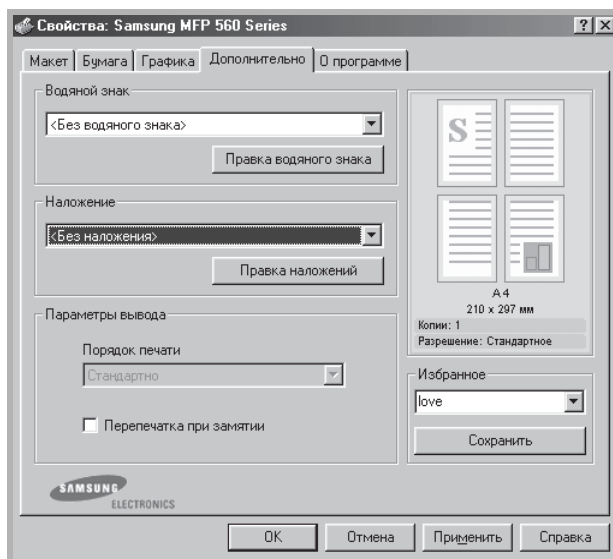 Свойства: Samsung MFP 560 Series
Макет Бумага Графика Дополнительно О программе
Водяной знак
<Без водяного знака>
Правка водяного знака
Наложение
<Без наложения>
Правка наложений
Параметры вывода
Порядок печати
Стандартно
Перепечатка при замятии
S
A4
210 x 297 мм
Копии: 1
Разрешение: Стандартное
Избранное
love
Сохранить
SAMSUNG
ELECTRONICS
OK Отмена Применить Справка